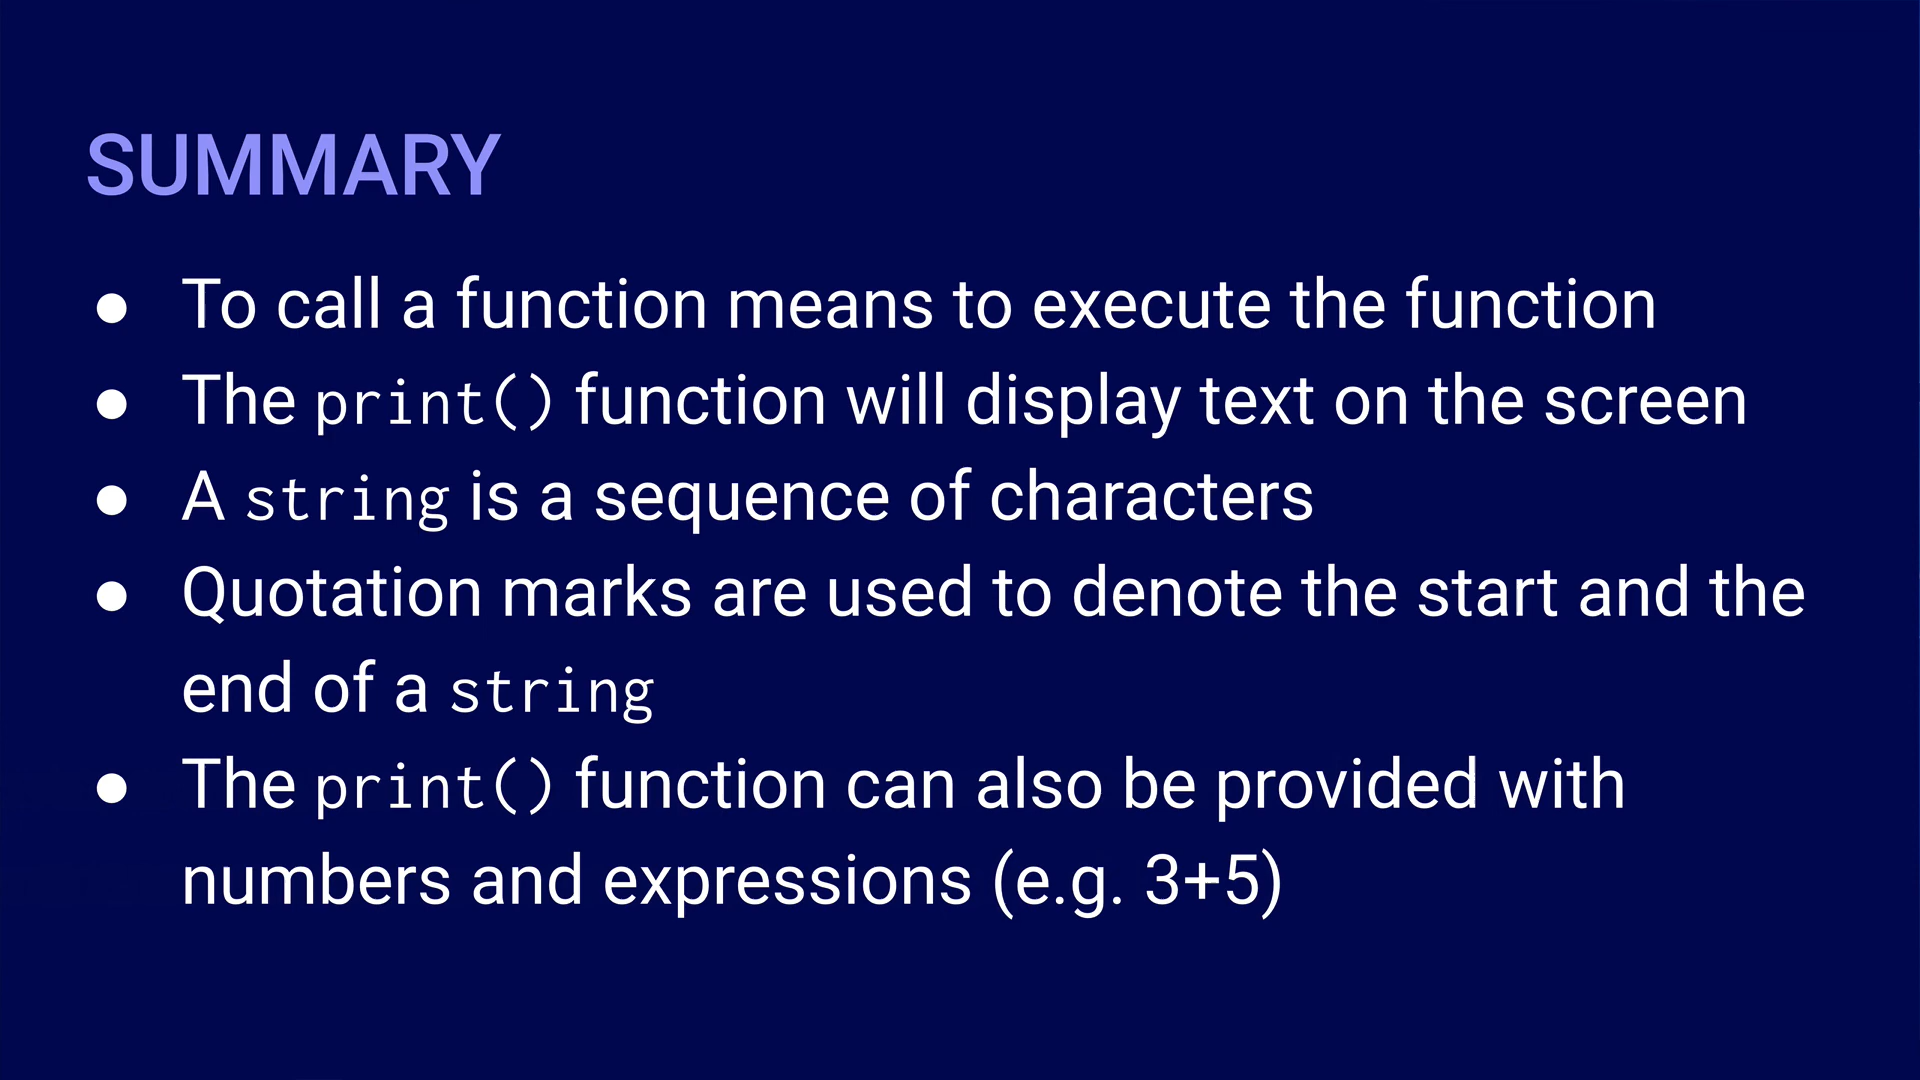 SUMMARY
● To call a function means to execute the function
● The print() function will display text on the screen
● A string is a sequence of characters
● Quotation marks are used to denote the start and the
end of a string
● The print() function can also be provided with
numbers and expressions (e.g. 3+5)